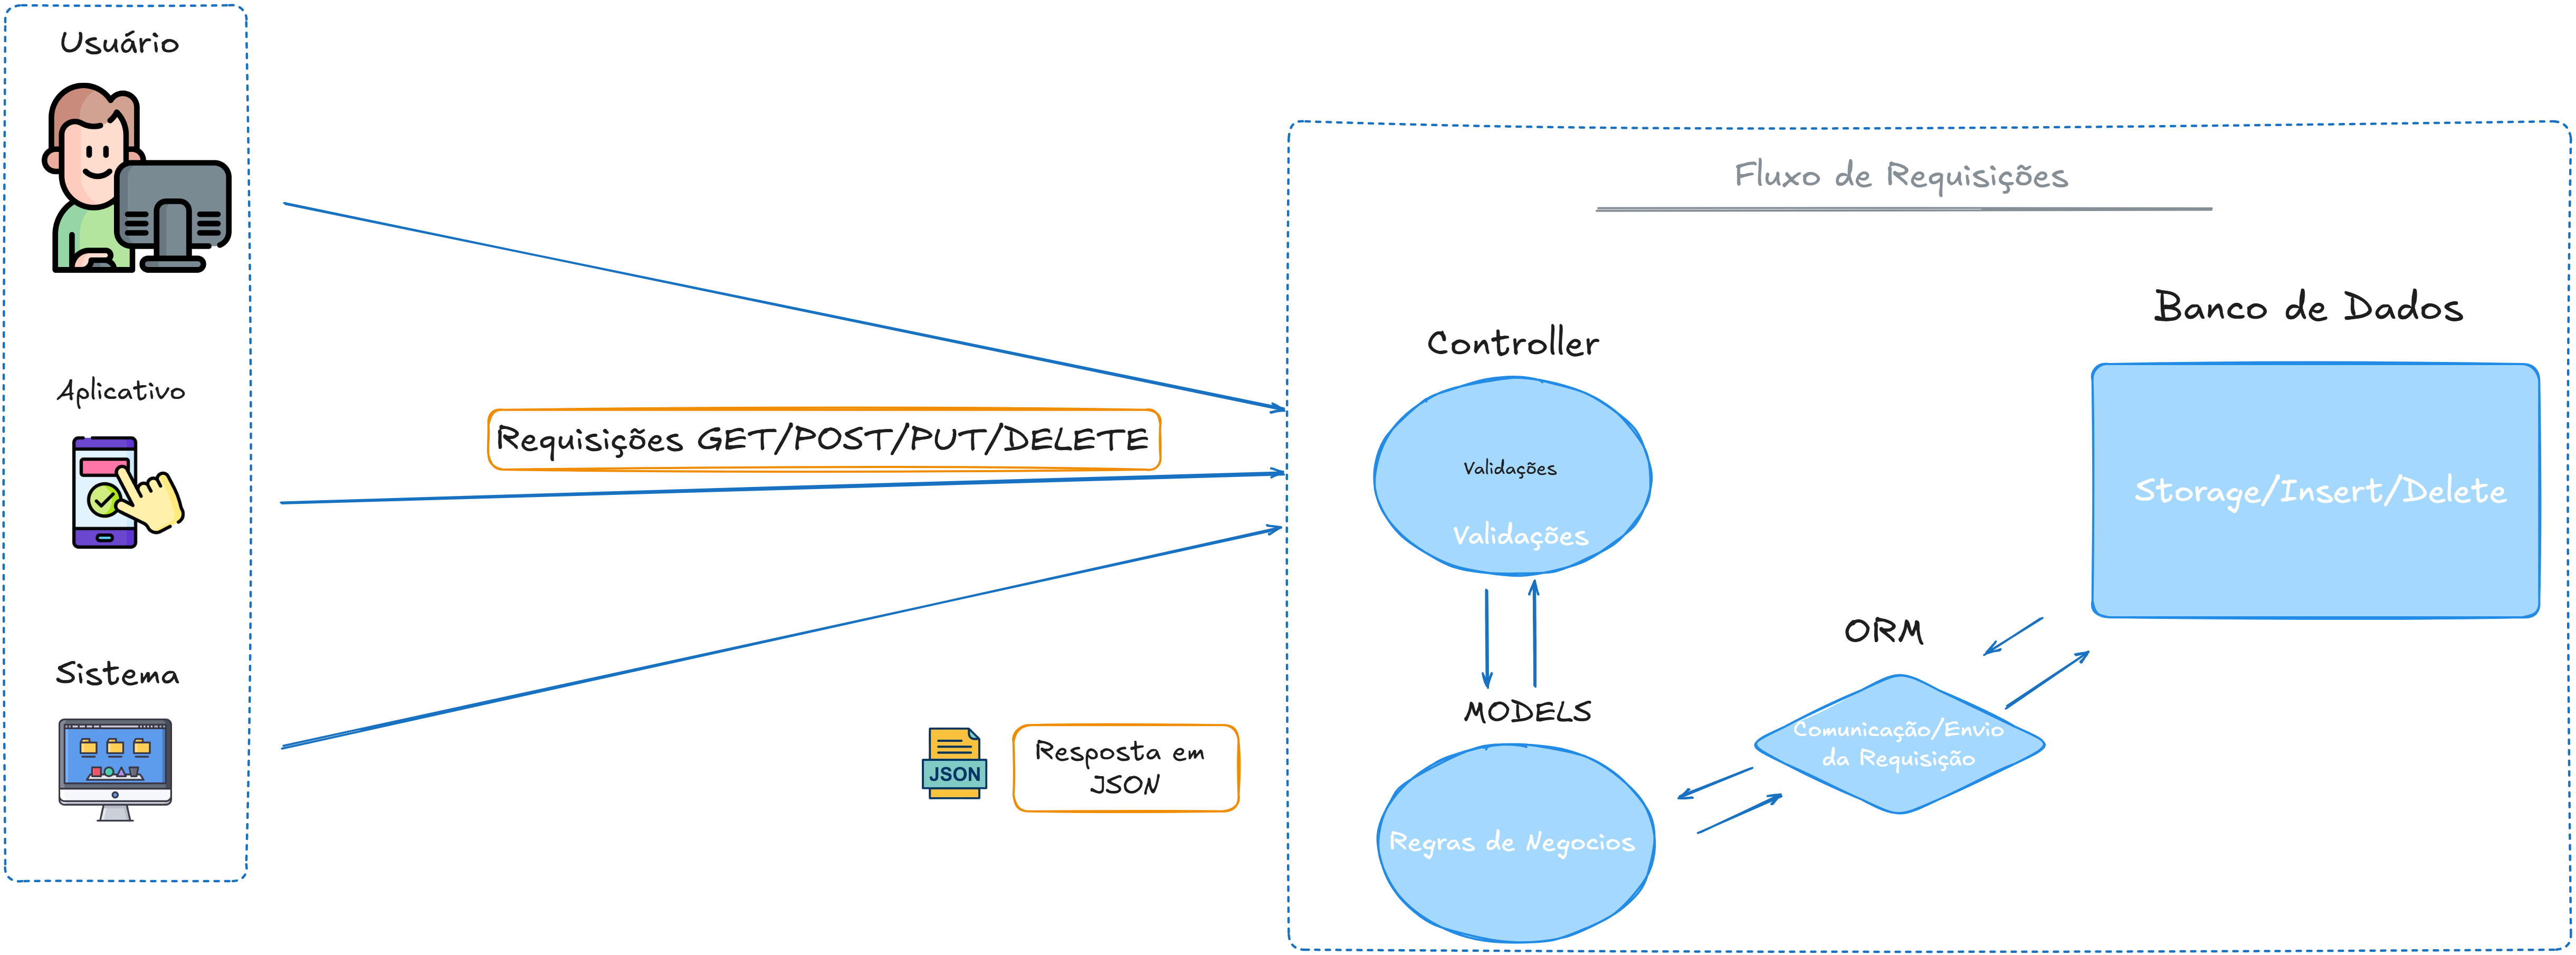 Usuário
Aplicativo
Sistema
Requisições GET/POST/PUT/DELETE
JSON
Resposta em
JSON
Fluxo de Requisições
Controller
Validações
Validações
MODELS
Regras de Negocios
ORM
Comunicação/Envio
da Requisição
Banco de Dados
Storage/Insert/Delete